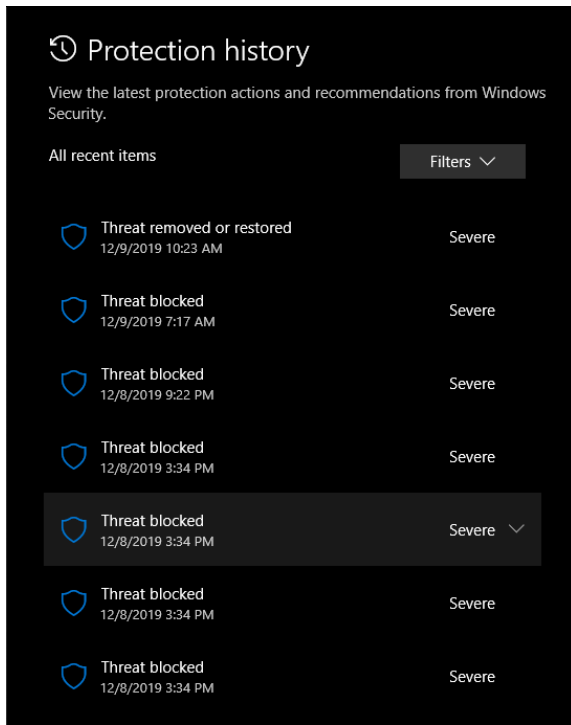 Protection history
View the latest protection actions and recommendations from Windows
Security.
All recent items
Filters
Threat removed or restored
12/9/2019 10:23 AM
Severe
Threat blocked
12/9/2019 7:17 AM
Severe
Threat blocked
12/8/2019 9:22 PM
Severe
Threat blocked
12/8/2019 3:34 PM
Severe
Threat blocked
12/8/2019 3:34 PM
Severe
Threat blocked
12/8/2019 3:34 PM
Severe
Threat blocked
12/8/2019 3:34 PM
Severe